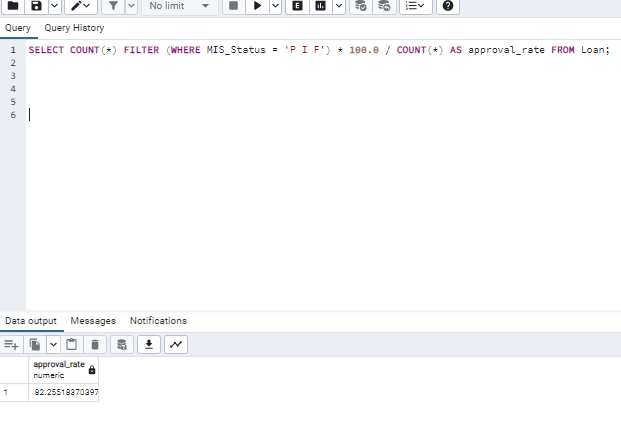 No limit
E
Query Query History
1 SELECT COUNT(*) FILTER (WHERE MIS_Status = 'P I F') * 100.0 / COUNT(*) AS approval_rate FROM Loan;
2
3
4
5
6
Data output Messages Notifications
approval_rate
numeric
1 82.25518370397